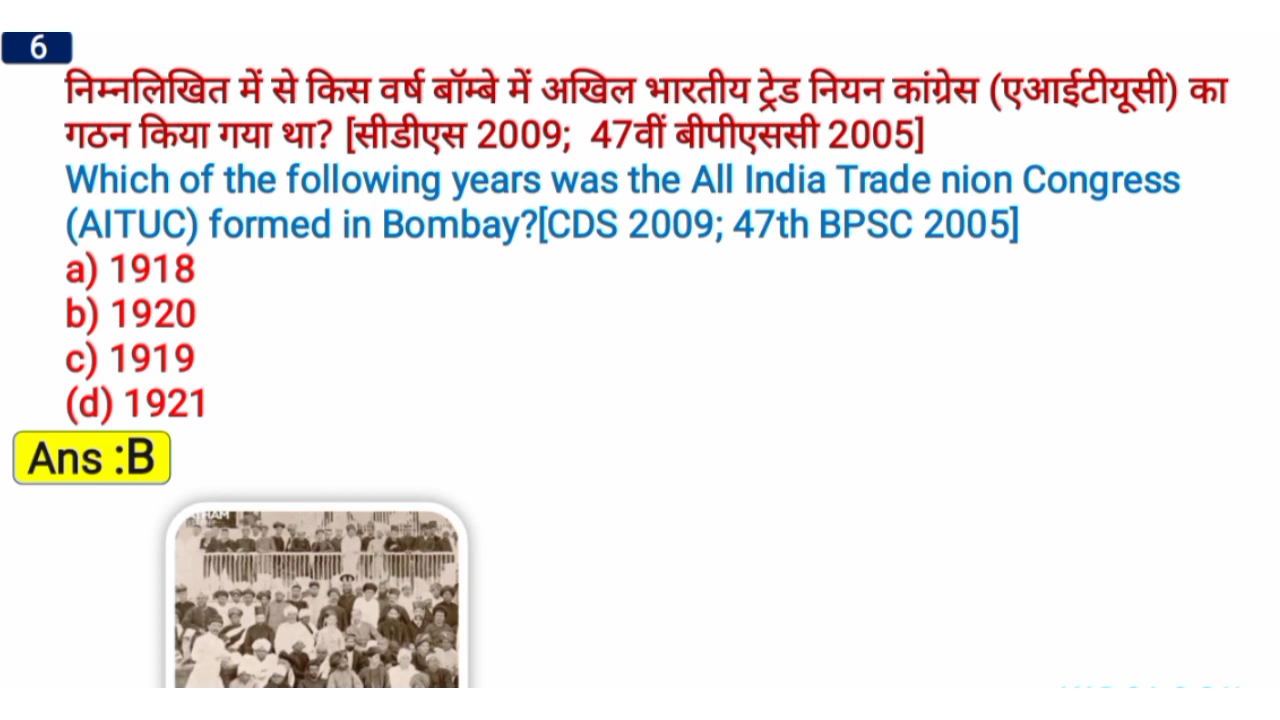 6
निम्नलिखित में से किस वर्ष बॉम्बे में अखिल भारतीय ट्रेड नियन कांग्रेस (एआईटीयूसी) का
गठन किया गया था? [सीडीएस 2009; 47वीं बीपीएससी 2005]
Which of the following years was the All India Trade nion Congress
(AITUC) formed in Bombay?[CDS 2009; 47th BPSC 2005]
a) 1918
b) 1920
c) 1919
(d) 1921
Ans :B